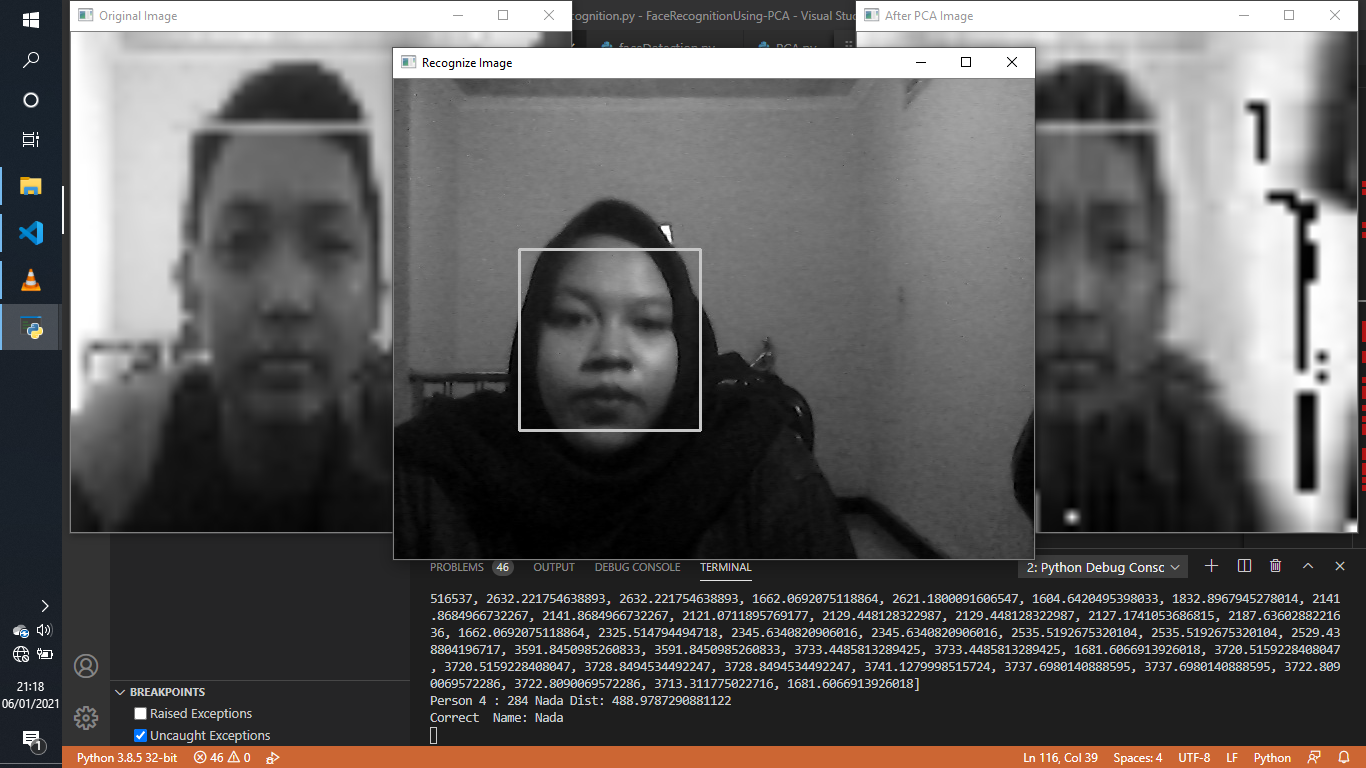 Original Image
cognition.py - FaceRecognitionUsing-PCA - Visual Stud
After PCA Image
faceDetection.py
PCA.py
Recognize Image
PROBLEMS 46 OUTPUT DEBUG CONSOLE TERMINAL 2: Python Debug Consc
516537, 2632.221754638893, 2632.221754638893, 1662.0692075118864, 2621.1800091606547, 1604.6420495398033, 1832.8967945278014, 2141
.8684966732267, 2141.8684966732267, 2121.0711895769177, 2129.448128322987, 2129.448128322987, 2127.1741053686815, 2187.63602882216
36, 1662.0692075118864, 2325.514794494718, 2345.6340820906016, 2345.6340820906016, 2535.5192675320104, 2535.5192675320104, 2529.43
8804196717, 3591.8450985260833, 3591.8450985260833, 3733.4485813289425, 3733.4485813289425, 1681.6066913926018, 3720.5159228408047
, 3720.5159228408047, 3728.8494534492247, 3728.8494534492247, 3741.1279998515724, 3737.6980140888595, 3737.6980140888595, 3722.809
0069572286, 3722.8090069572286, 3713.311775022716, 1681.6066913926018]
Person 4 : 284 Nada Dist: 488.9787290881122
Correct  Name: Nada
BREAKPOINTS
Raised Exceptions
Uncaught Exceptions
21:18
06/01/2021
1
Python 3.8.5 32-bit 46 0 Ln 116, Col 39 Spaces: 4 UTF-8 LF Python